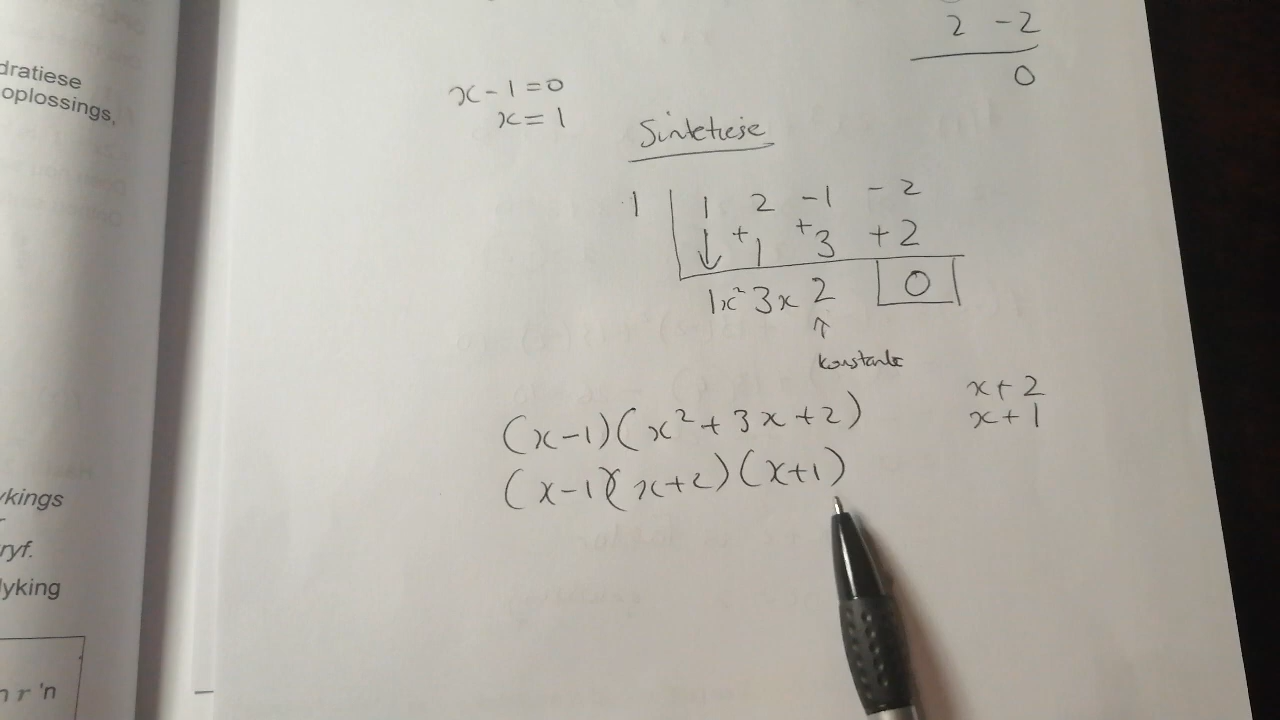 2 -2
0
dratiese
oplossings,
x - 1 = 0
x = 1
Sintetiese
1 | 1 2 -1 -2
↓ +1 +3 +2
1x² 3x 2 0
↑
konstante
x + 2
x + 1
(x-1)(x² + 3x + 2)
(x-1)(x+2)(x+1)
ykings
ryf.
lyking
n r 'n